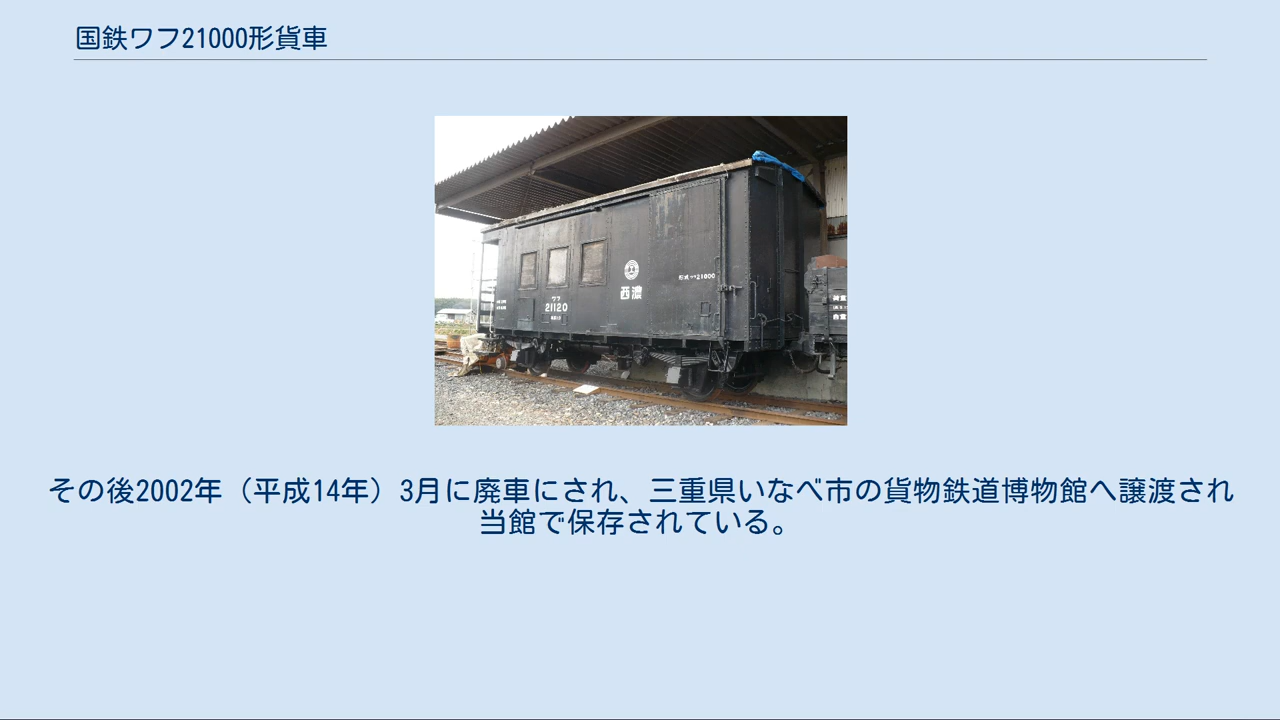 国鉄ワフ21000形貨車
西濃
ワフ
21120
その後2002年（平成14年）3月に廃車にされ、三重県いなべ市の貨物鉄道博物館へ譲渡され
当館で保存されている。